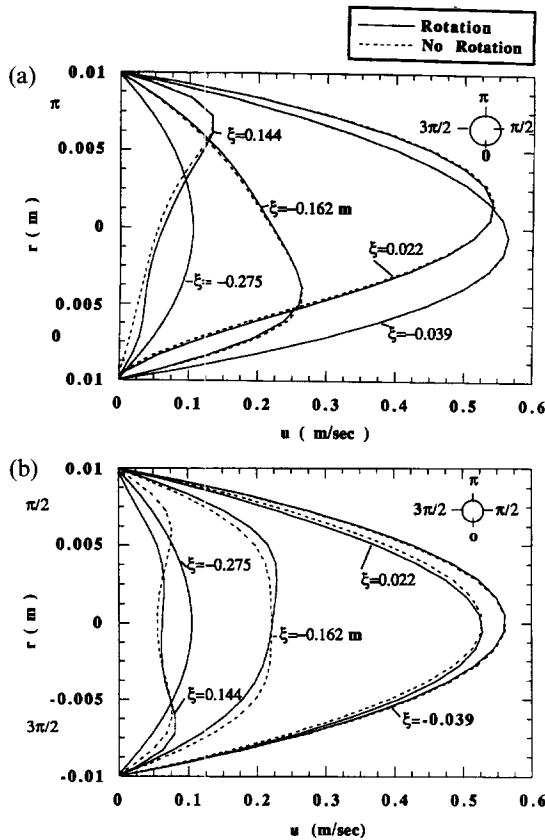 Rotation
No Rotation
(a)
0.01
π
0.005
r ( m )
0
0.005
0
0.01
π
3π/2
π/2
0
ξ=0.144
ξ=-0.162 m
ξ=0.022
ξ= -0.275
ξ=-0.039
0 0.1 0.2 0.3 0.4 0.5 0.6
u ( m/sec )
(b)
0.01
π/2
0.005
r ( m )
0
-0.005
3π/2
-0.01
π
3π/2
π/2
o
ξ=-0.275
ξ=0.022
ξ=-0.162 m
ξ=0.144
ξ=-0.039
0 0.1 0.2 0.3 0.4 0.5 0.6
u ( m/sec )